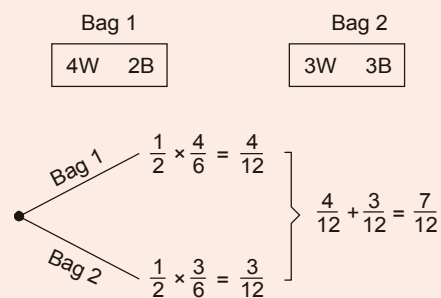 Bag 1 Bag 2
4W 2B 3W 3B
Bag 1 1/2 × 4/6 = 4/12
4/12 + 3/12 = 7/12
Bag 2 1/2 × 3/6 = 3/12